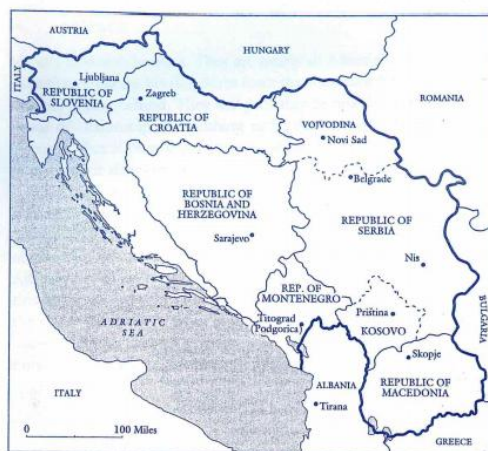 AUSTRIA
HUNGARY
ITALY
Ljubljana
REPUBLIC OF
SLOVENIA
Zagreb
REPUBLIC OF
CROATIA
ROMANIA
VOJVODINA
Novi Sad
Belgrade
REPUBLIC OF
BOSNIA AND
HERZEGOVINA
Sarajevo
REPUBLIC OF
SERBIA
Nis
REP. OF
MONTENEGRO
Titograd
Podgorica
Priština
KOSOVO
BULGARIA
ADRIATIC
SEA
Skopje
REPUBLIC OF
MACEDONIA
ALBANIA
Tirana
ITALY
0
100 Miles
GREECE